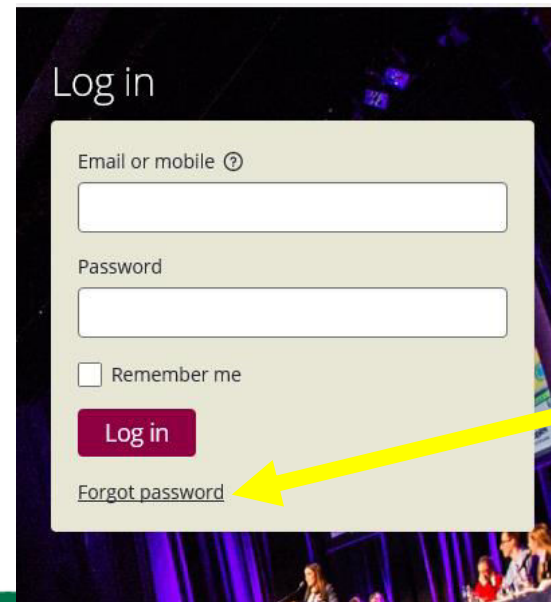 Log in
Email or mobile ?
Password
Remember me
Log in
Forgot password